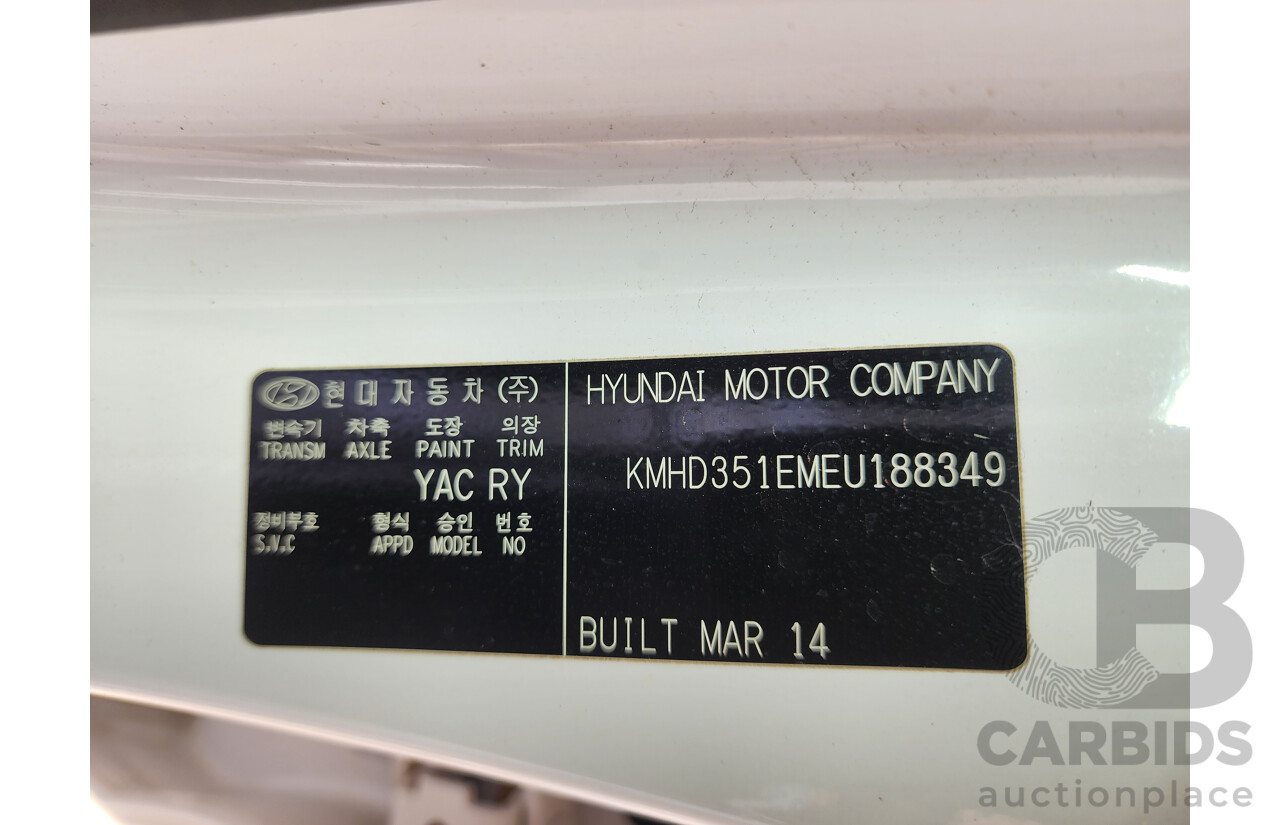 현대자동차(주)
변속기 차축 도장 의장
TRANSM AXLE PAINT TRIM
YAC RY
정비부호 형식 승인 번호
S.V.C APPD MODEL NO
HYUNDAI MOTOR COMPANY
KMHD351EMEU188349
BUILT MAR 14
CB
CARBIDS
auctionplace